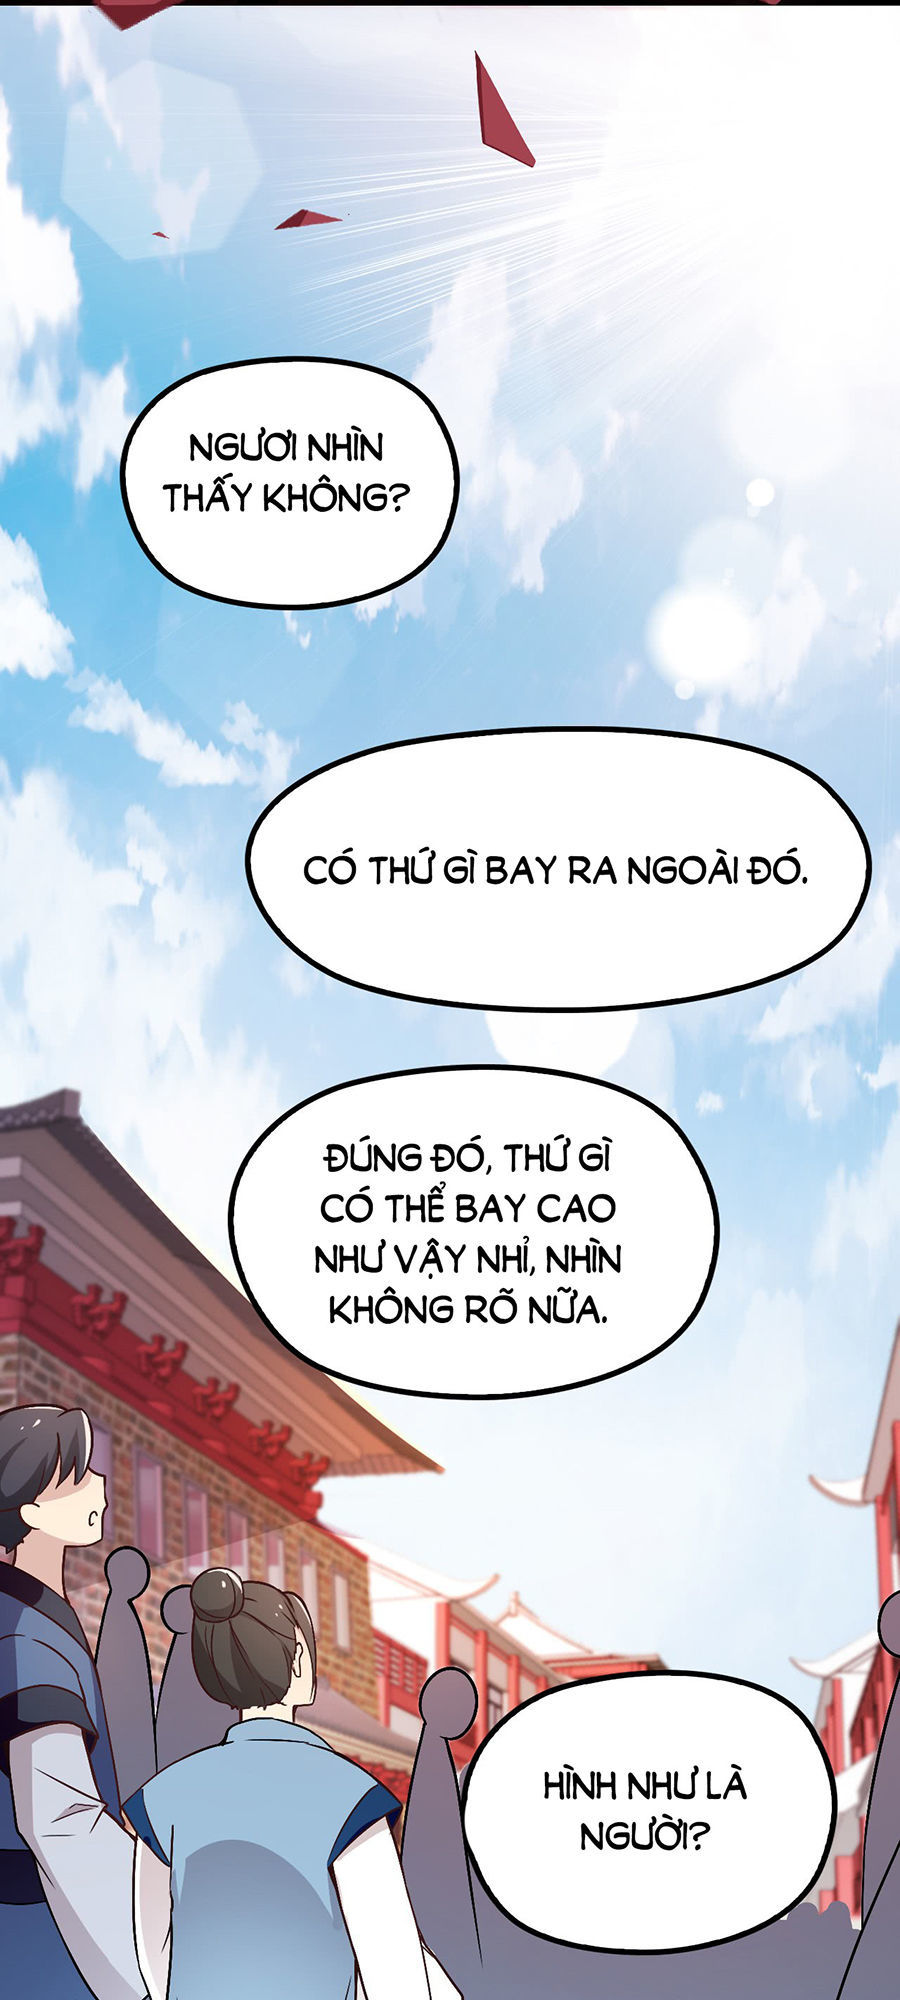 NGƯƠI NHÌN
THẤY KHÔNG?
CÓ THỨ GÌ BAY RA NGOÀI ĐÓ.
ĐÚNG ĐÓ, THỨ GÌ
CÓ THỂ BAY CAO
NHƯ VẬY NHỈ, NHÌN
KHÔNG RÕ NỮA.
HÌNH NHƯ LÀ
NGƯỜI?